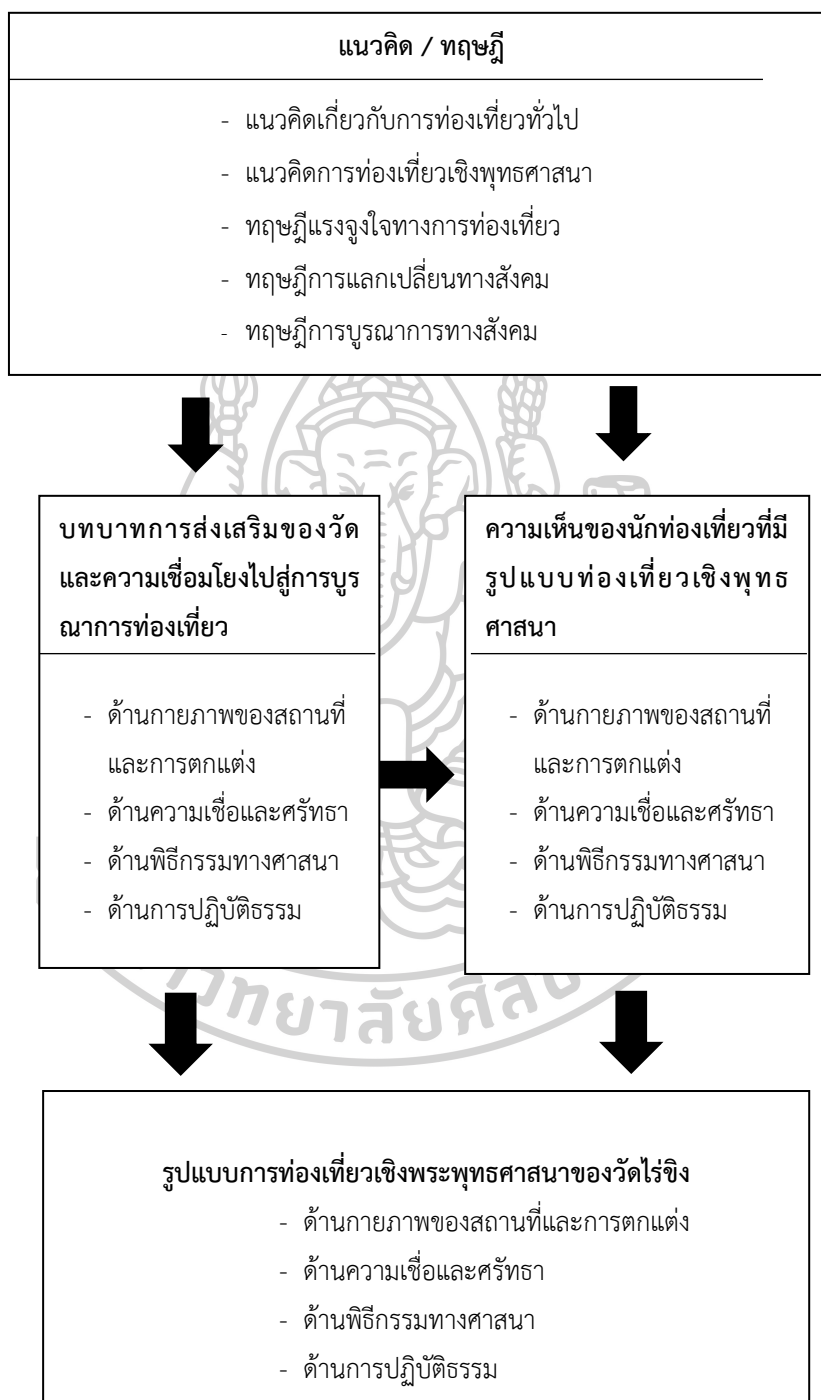 แนวคิด / ทฤษฎี
- แนวคิดเกี่ยวกับการท่องเที่ยวทั่วไป
- แนวคิดการท่องเที่ยวเชิงพุทธศาสนา
- ทฤษฎีแรงจูงใจทางการท่องเที่ยว
- ทฤษฎีการแลกเปลี่ยนทางสังคม
- ทฤษฎีการบูรณาการทางสังคม
บทบาทการส่งเสริมของวัด
และความเชื่อมโยงไปสู่การบูร
ณาการท่องเที่ยว
- ด้านกายภาพของสถานที่
และการตกแต่ง
- ด้านความเชื่อและศรัทธา
- ด้านพิธีกรรมทางศาสนา
- ด้านการปฏิบัติธรรม
ความเห็นของนักท่องเที่ยวที่มี
รูปแบบท่องเที่ยวเชิงพุทธ
ศาสนา
- ด้านกายภาพของสถานที่
และการตกแต่ง
- ด้านความเชื่อและศรัทธา
- ด้านพิธีกรรมทางศาสนา
- ด้านการปฏิบัติธรรม
วิทยาลัยศิลป
รูปแบบการท่องเที่ยวเชิงพระพุทธศาสนาของวัดไร่ขิง
- ด้านกายภาพของสถานที่และการตกแต่ง
- ด้านความเชื่อและศรัทธา
- ด้านพิธีกรรมทางศาสนา
- ด้านการปฏิบัติธรรม